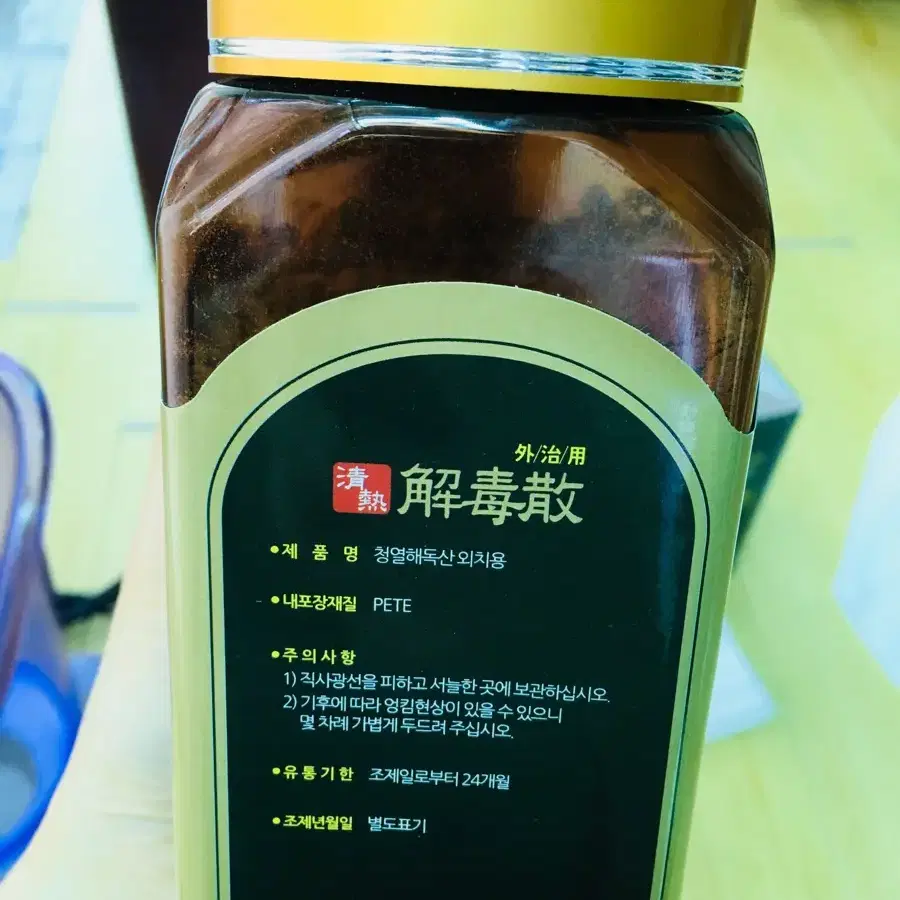 外/治/用
清熱 解毒散
●제 품 명 청열해독산 외치용
●내포장재질 PETE
●주의사항
1) 직사광선을 피하고 서늘한 곳에 보관하십시오.
2) 기후에 따라 엉킴현상이 있을 수 있으니
몇 차례 가볍게 두드려 주십시오.
●유통기한 조제일로부터 24개월
●조제년월일 별도표기